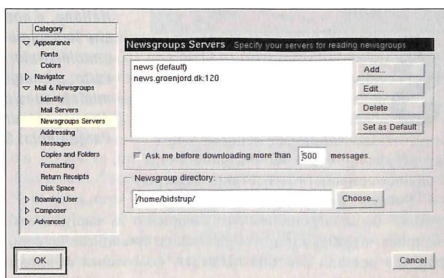 Category
Appearance
Fonts
Colors
Navigator
Mail & Newsgroups
Identity
Mail Servers
Newsgroups Servers
Addressing
Messages
Copies and Folders
Formatting
Return Receipts
Disk Space
Roaming User
Composer
Advanced
Newsgroups Servers Specify your servers for reading newsgroups
news (default)
news.groenjord.dk:120
Add...
Edit...
Delete
Set as Default
Ask me before downloading more than 500 messages.
Newsgroup directory:
/home/bidstrup/
Choose...
OK
Cancel